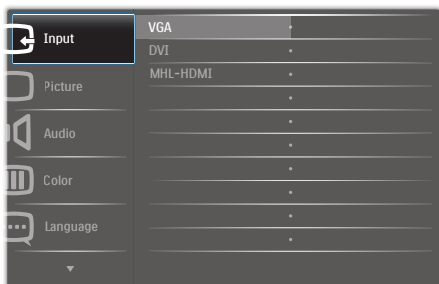 Input
Picture
Audio
Color
Language
VGA
DVI
MHL-HDMI